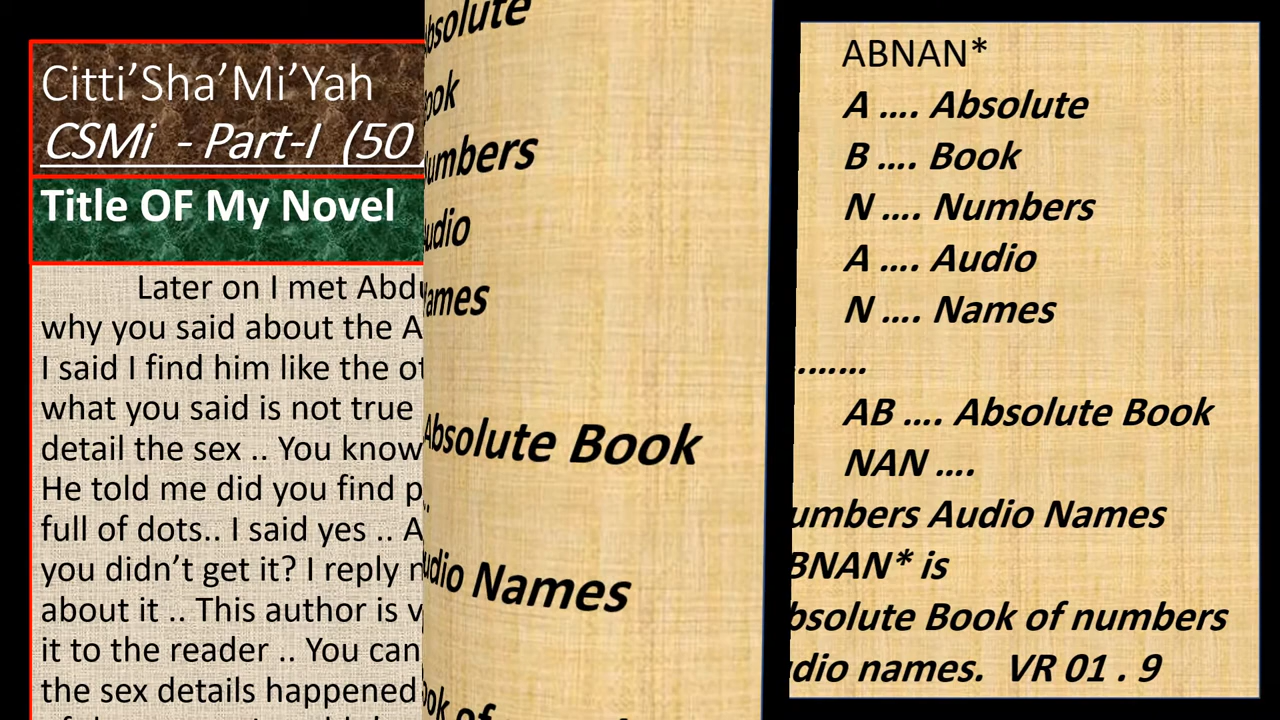 Citti’Sha’Mi’Yah
CSMi - Part-I (50
Title OF My Novel
Later on I met
why you said about the A
I said I find him like the
what you said is not true
detail the sex .. You know
He told me did you find
full of dots.. I said yes .. A
you didn’t get it? I reply
about it .. This author is
it to the reader .. You can
the sex details happened
bsolute
ook
umbers
udio
ames
Absolute Book
udio Names
ook of
ABNAN*
A .... Absolute
B .... Book
N .... Numbers
A .... Audio
N .... Names
........
AB .... Absolute Book
NAN ....
umbers Audio Names
BNAN* is
bsolute Book of numbers
dio names. VR 01 . 9